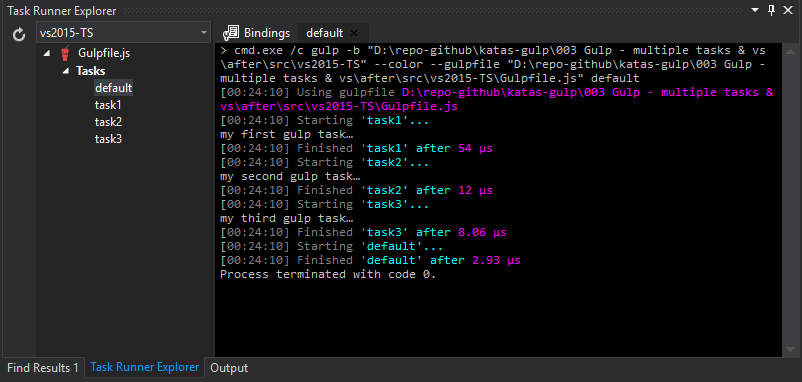 Task Runner Explorer
vs2015-TS
Gulpfile.js
Tasks
default
task1
task2
task3
Bindings
default
> cmd.exe /c gulp -b "D:\repo-github\katas-gulp\003 Gulp - multiple tasks & vs
\after\src\vs2015-TS" --color --gulpfile "D:\repo-github\katas-gulp\003 Gulp -
multiple tasks & vs\after\src\vs2015-TS\Gulpfile.js" default
[00:24:10] Using gulpfile D:\repo-github\katas-gulp\003 Gulp - multiple tasks &
vs\after\src\vs2015-TS\Gulpfile.js
[00:24:10] Starting 'task1'...
my first gulp task…
[00:24:10] Finished 'task1' after 54 μs
[00:24:10] Starting 'task2'...
my second gulp task…
[00:24:10] Finished 'task2' after 12 μs
[00:24:10] Starting 'task3'...
my third gulp task…
[00:24:10] Finished 'task3' after 8.06 μs
[00:24:10] Starting 'default'...
[00:24:10] Finished 'default' after 2.93 μs
Process terminated with code 0.
Find Results 1
Task Runner Explorer
Output